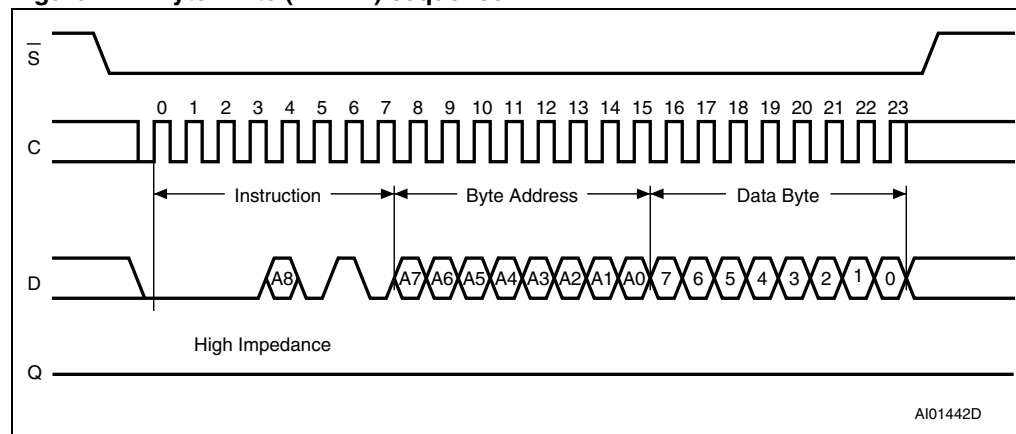 S
0 1 2 3 4 5 6 7 8 9 10 11 12 13 14 15 16 17 18 19 20 21 22 23
C
Instruction Byte Address Data Byte
D A8 A7 A6 A5 A4 A3 A2 A1 A0 7 6 5 4 3 2 1 0
High Impedance
Q
AI01442D